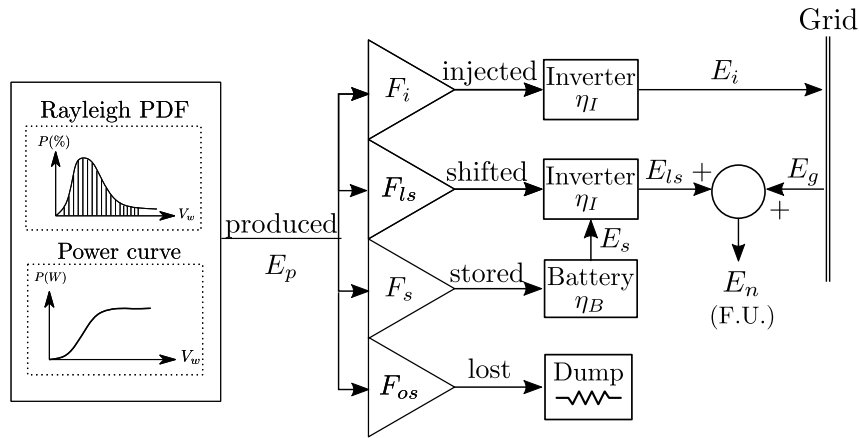 Grid
Rayleigh PDF
P(%)
V_w
Power curve
P(W)
V_w
produced
E_p
F_i
injected
Inverter
η_I
E_i
F_ls
shifted
Inverter
η_I
E_ls
+
E_g
+
E_s
F_s
stored
Battery
η_B
E_n
(F.U.)
F_os
lost
Dump